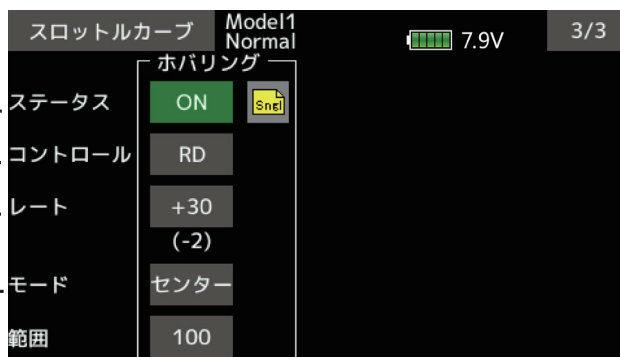 スロットルカーブ Model1 Normal 7.9V 3/3
ホバリング
ステータス ON Sngl
コントロール RD
レート +30
(-2)
モード センター
範囲 100